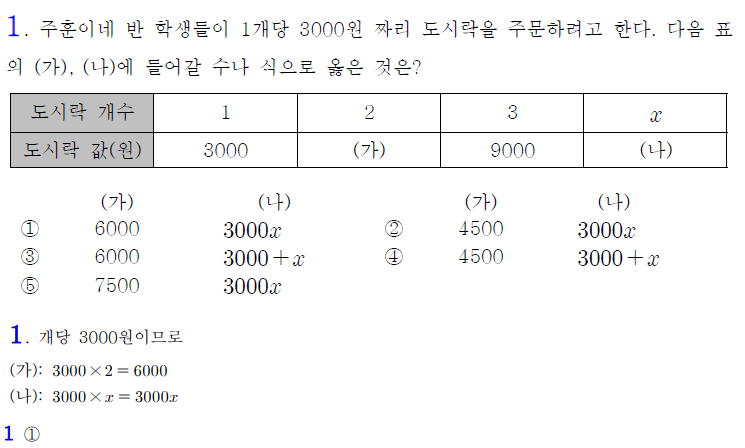 1. 주훈이네 반 학생들이 1개당 3000원 짜리 도시락을 주문하려고 한다. 다음 표
의 (가), (나)에 들어갈 수나 식으로 옳은 것은?
도시락 개수 1 2 3 x
도시락 값(원) 3000 (가) 9000 (나)
(가) (나) (가) (나)
① 6000 3000x ② 4500 3000x
③ 6000 3000+x ④ 4500 3000+x
⑤ 7500 3000x
1. 개당 3000원이므로
(가): 3000×2=6000
(나): 3000×x=3000x
1 ①